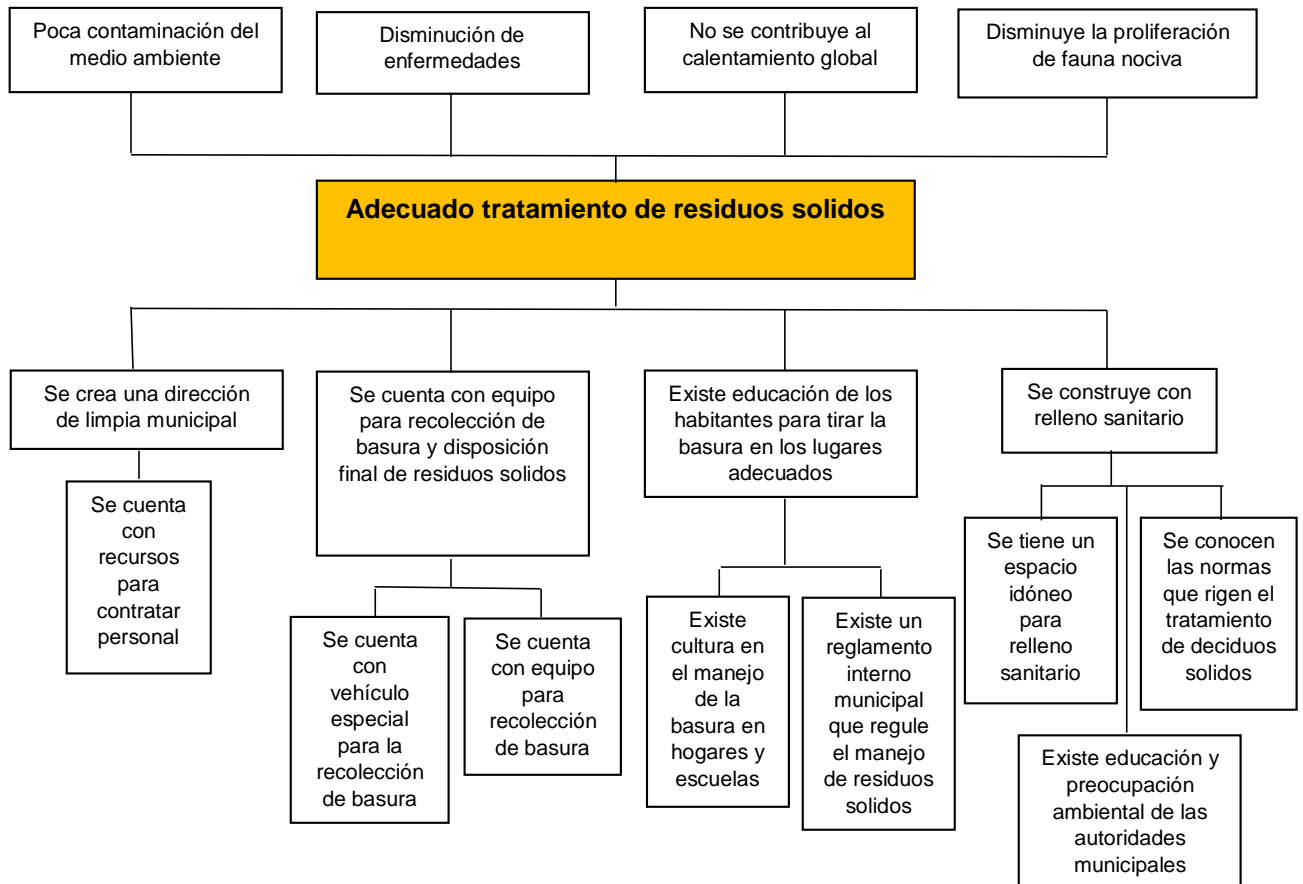 Poca contaminación del
medio ambiente
Disminución de
enfermedades
No se contribuye al
calentamiento global
Disminuye la proliferación
de fauna nociva
Adecuado tratamiento de residuos solidos
Se crea una dirección
de limpia municipal
Se cuenta con equipo
para recolección de
basura y disposición
final de residuos solidos
Existe educación de los
habitantes para tirar la
basura en los lugares
adecuados
Se construye con
relleno sanitario
Se cuenta
con
recursos
para
contratar
personal
Se cuenta
con
vehículo
especial
para la
recolección
de basura
Se cuenta
con equipo
para
recolección
de basura
Existe
cultura en
el manejo
de la
basura en
hogares y
escuelas
Existe un
reglamento
interno
municipal
que regule
el manejo
de residuos
solidos
Se tiene un
espacio
idóneo
para
relleno
sanitario
Se conocen
las normas
que rigen el
tratamiento
de deciduos
solidos
Existe educación y
preocupación
ambiental de las
autoridades
municipales